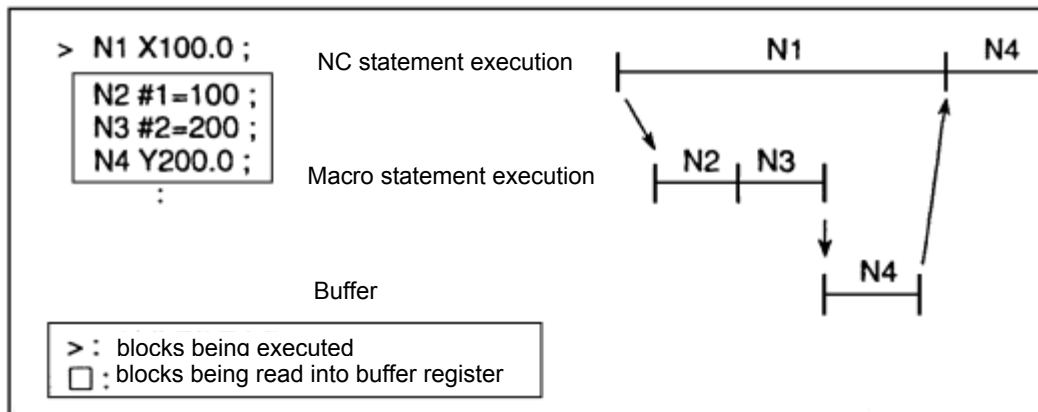 > N1 X100.0 ;
N2 #1=100 ;
N3 #2=200 ;
N4 Y200.0 ;
:
NC statement execution
N1
N4
Macro statement execution
N2
N3
Buffer
N4
> : blocks being executed
□ : blocks being read into buffer register